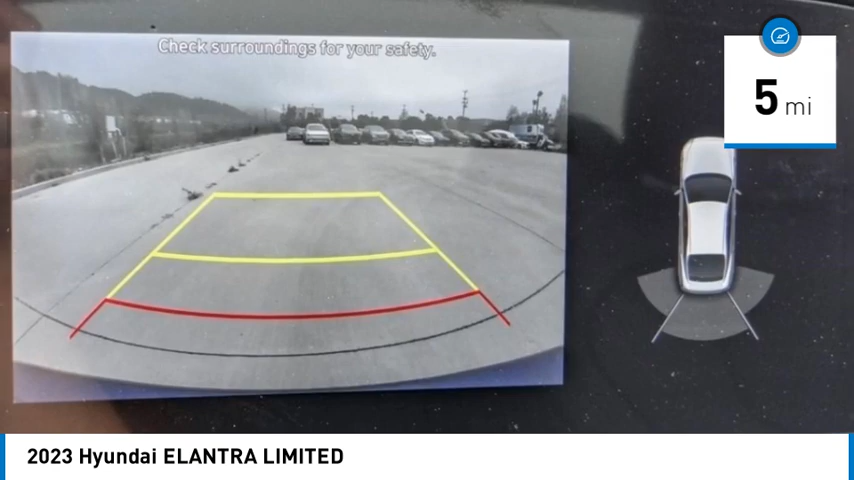 Check surroundings for your safety.
5 mi
2023 Hyundai ELANTRA LIMITED